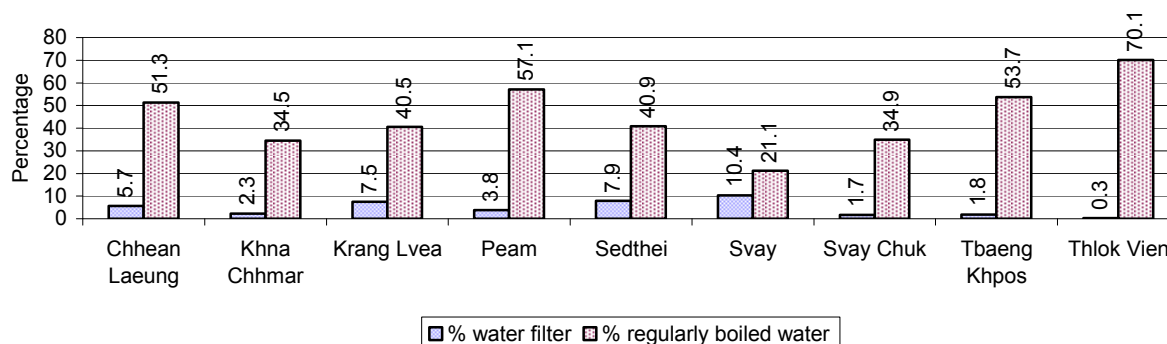 Percentage
80
70
60
50
40
30
20
10
0
5.7 51.3 2.3 34.5 7.5 40.5 3.8 57.1 7.9 40.9 10.4 21.1 1.7 34.9 1.8 53.7 0.3 70.1
Chhean Laeung
Khna Chhmar
Krang Lvea
Peam
Sedthei
Svay
Svay Chuk
Tbaeng Khpos
Thlok Vien
% water filter % regularly boiled water